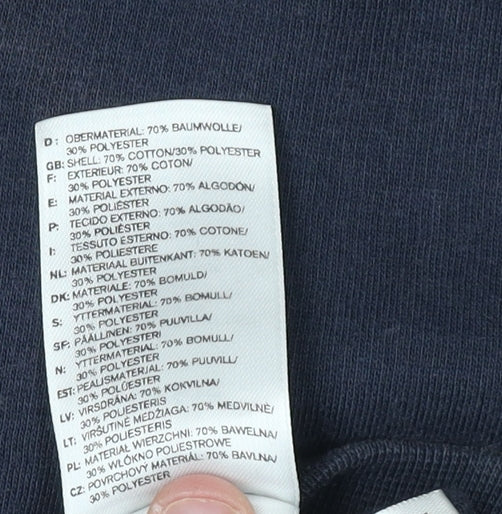 D: OBERMATERIAL: 70% BAUMWOLLE/
30% POLYESTER
GB: SHELL: 70% COTTON/30% POLYESTER
F: EXTERIEUR: 70% COTON/
30% POLYESTER
E: MATERIAL EXTERNO: 70% ALGODÓN/
30% POLIÉSTER
P: TECIDO EXTERNO: 70% ALGODÃO/
30% POLIÉSTER
I: TESSUTO ESTERNO: 70% COTONE/
30% POLIESTERE
NL: MATERIAAL BUITENKANT: 70% KATOEN/
30% POLYESTER
DK: MATERIALE: 70% BOMULD/
30% POLYESTER
S: YTTERMATERIAL: 70% BOMULL/
30% POLYESTER
SF: PÄÄLLINEN: 70% PUUVILLA/
30% POLYESTERI
N: YTTERMATERIAL: 70% BOMULL/
30% POLYESTER
EST: PEALISMATERJAL: 70% PUUVILL/
30% POLÜESTER
LV: VIRSDRĀNA: 70% KOKVILNA/
30% POLIESTERIS
LT: VIRŠUTINĖ MEDŽIAGA: 70% MEDVILNĖ/
30% POLIESTERIS
PL: MATERIAŁ WIERZCHNI: 70% BAWEŁNA/
30% WŁÓKNO POLIESTROWE
CZ: POVRCHOVÝ MATERIÁL: 70% BAVLNA/
30% POLYESTER